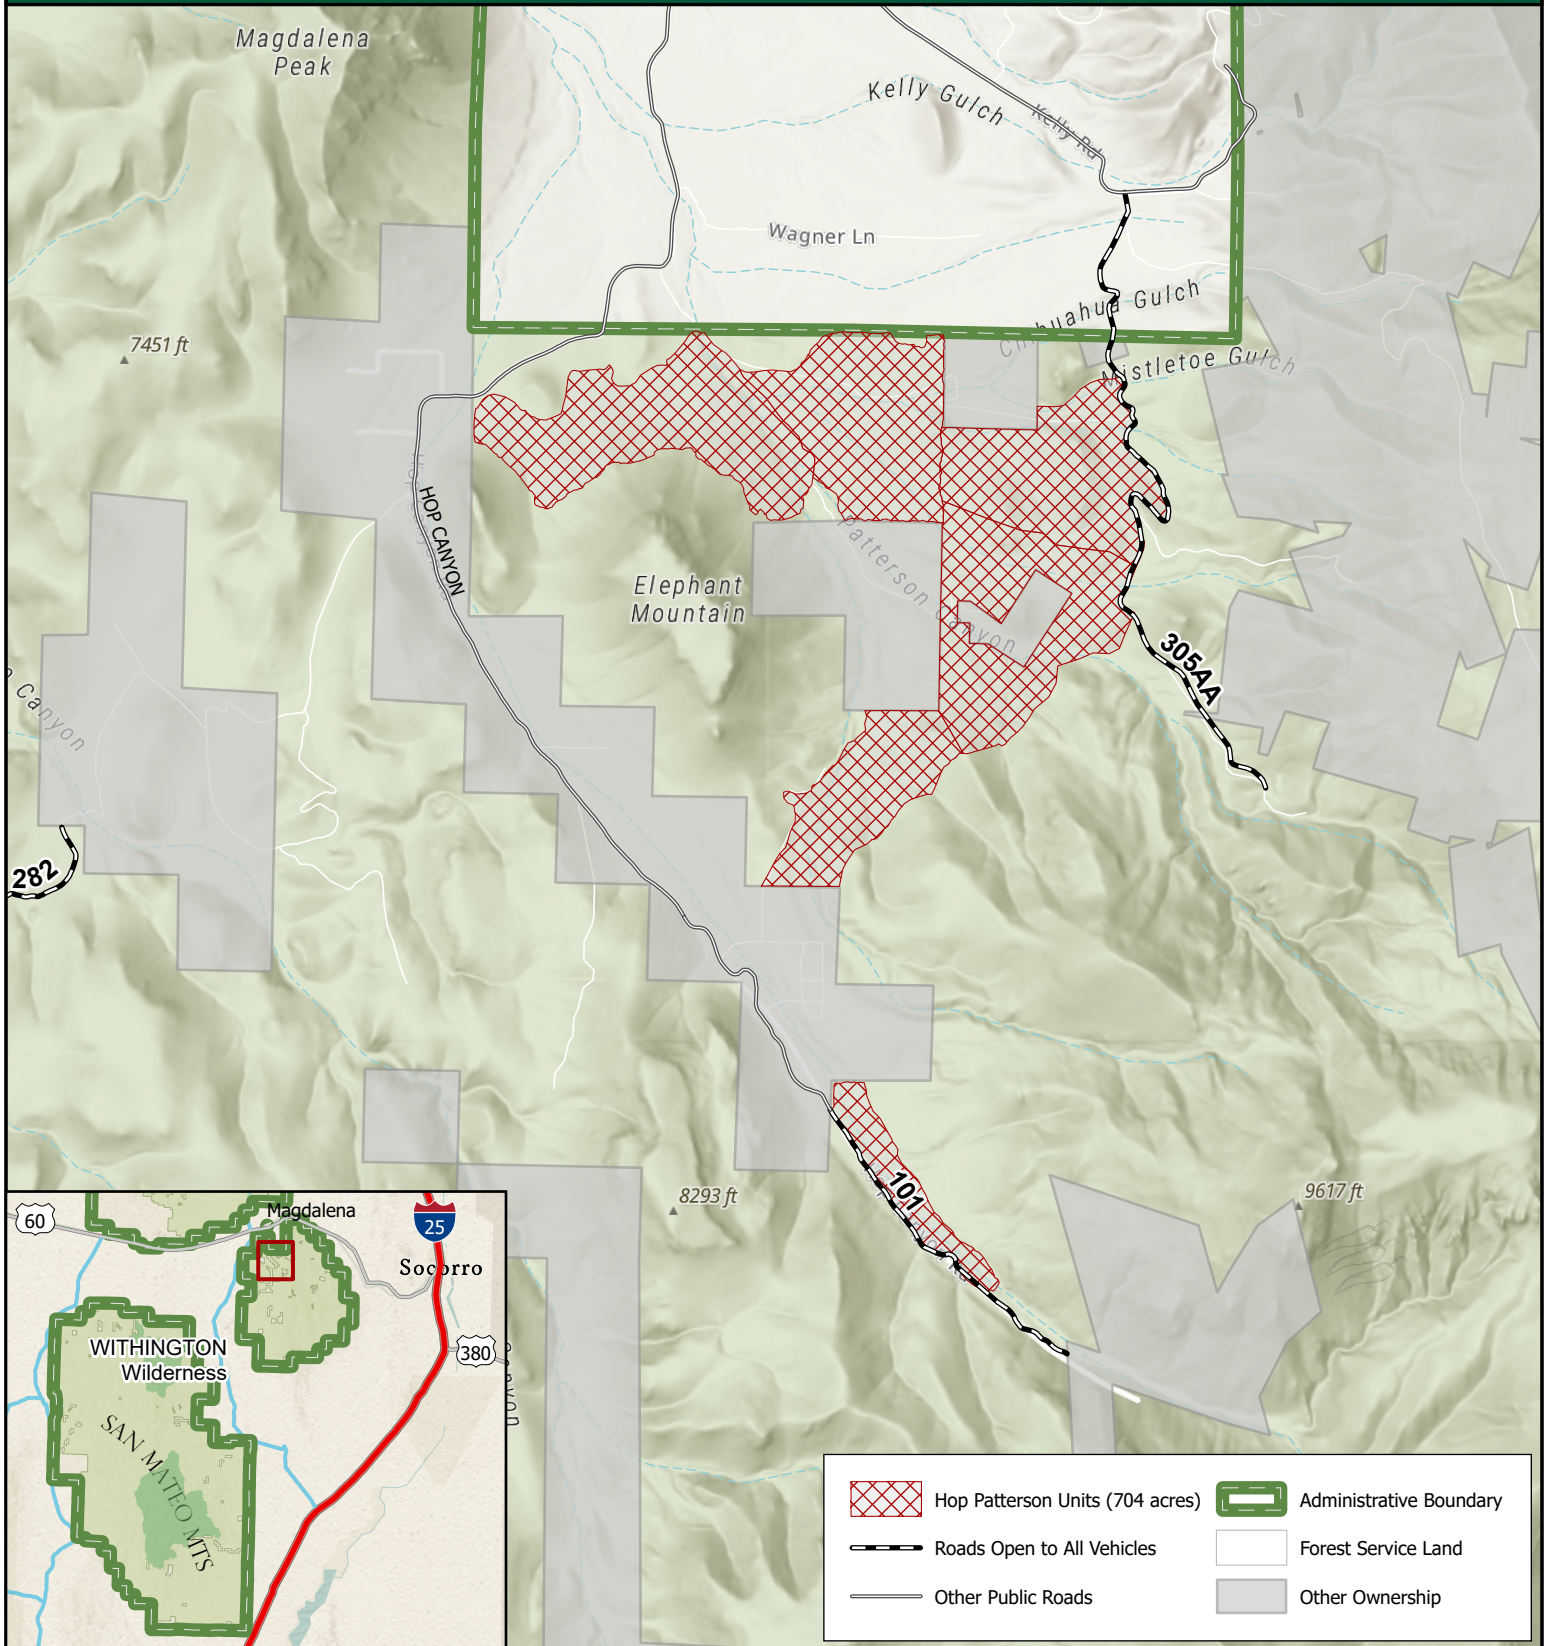 Magdalena
Peak
Kelly Gulch
Kelly Rd
Wagner Ln
Chihuahua Gulch
Mistletoe Gulch
7451 ft
HOP CANYON
Patterson Canyon
Elephant
Mountain
305AA
Canyon
282
101
8293 ft
9617 ft
60
Magdalena
25
Socorro
380
WITHINGTON
Wilderness
SAN MATEO MTS
Canyon
Hop Patterson Units (704 acres)
Administrative Boundary
Roads Open to All Vehicles
Forest Service Land
Other Public Roads
Other Ownership